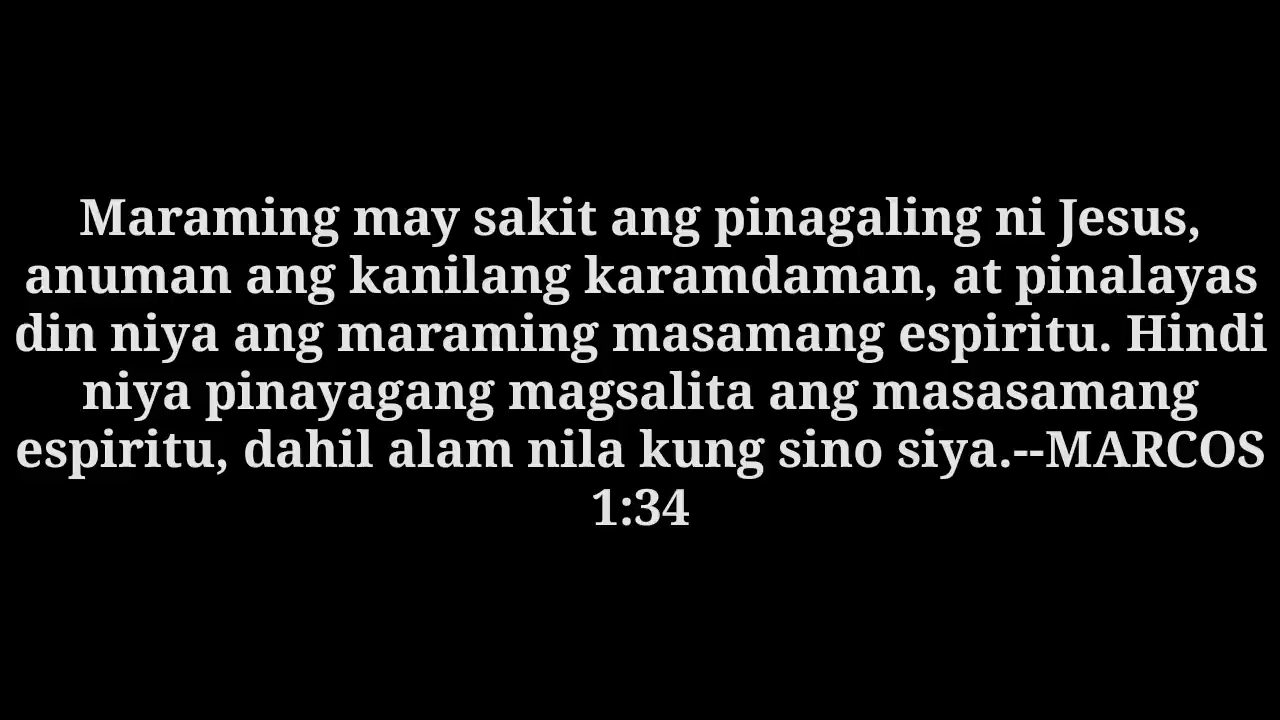 Maraming may sakit ang pinagaling ni Jesus,
anuman ang kanilang karamdaman, at pinalayas
din niya ang maraming masamang espiritu. Hindi
niya pinayagang magsalita ang masasamang
espiritu, dahil alam nila kung sino siya.--MARCOS
1:34